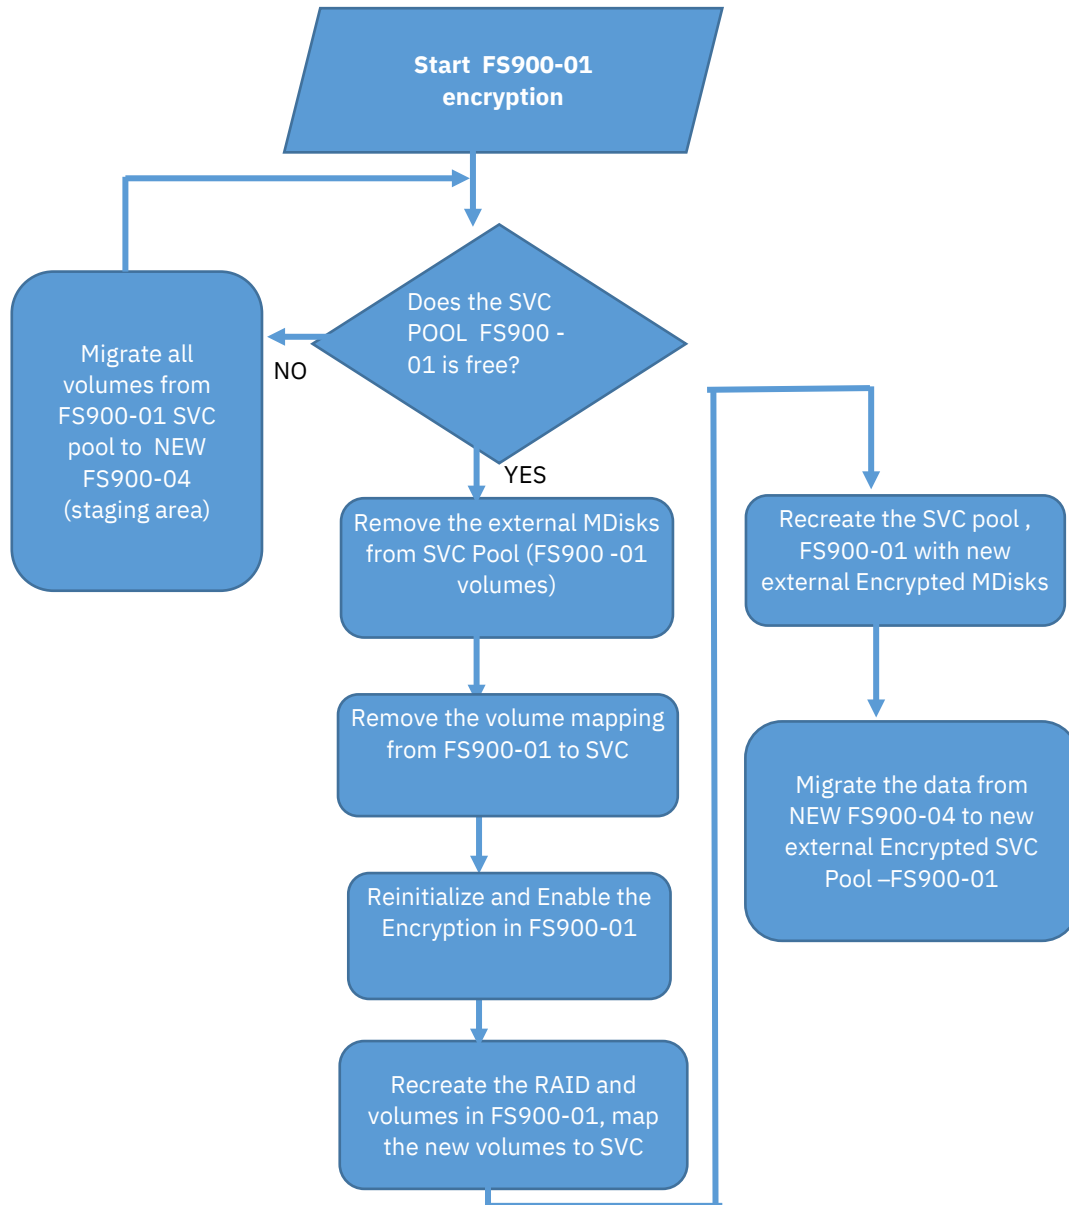 Start  FS900-01
encryption
Does the SVC
POOL  FS900 -
01 is free?
NO
Migrate all
volumes from
FS900-01 SVC
pool to  NEW
FS900-04
(staging area)
YES
Remove the external MDisks
from SVC Pool (FS900 -01
volumes)
Remove the volume mapping
from FS900-01 to SVC
Reinitialize and Enable the
Encryption in FS900-01
Recreate the RAID and
volumes in FS900-01, map
the new volumes to SVC
Recreate the SVC pool ,
FS900-01 with new
external Encrypted MDisks
Migrate the data from
NEW FS900-04 to new
external Encrypted SVC
Pool –FS900-01